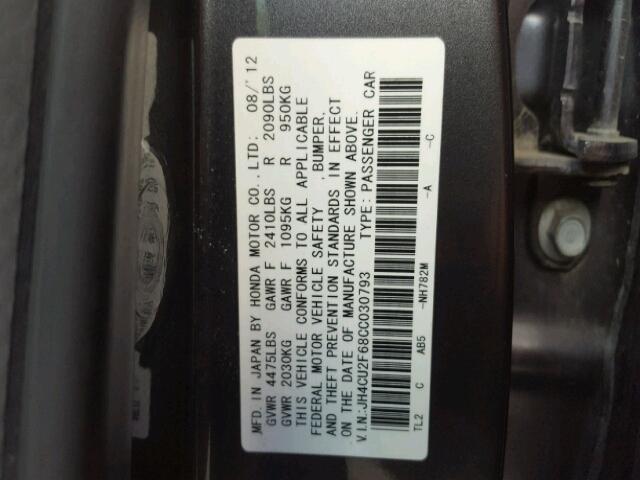 MFD.IN JAPAN BY HONDA MOTOR CO.,LTD: 08/'12
GVWR 4475LBS GAWR F 2410LBS R 2090LBS
GVWR 2030KG GAWR F 1095KG R 950KG
THIS VEHICLE CONFORMS TO ALL APPLICABLE
FEDERAL MOTOR VEHICLE SAFETY ,BUMPER,
AND THEFT PREVENTION STANDARDS IN EFFECT
ON THE DATE OF MANUFACTURE SHOWN ABOVE.
V.I.N:JH4CU2F68CC030793 TYPE:PASSENGER CAR
TL2 C AB5 -NH782M -A -C